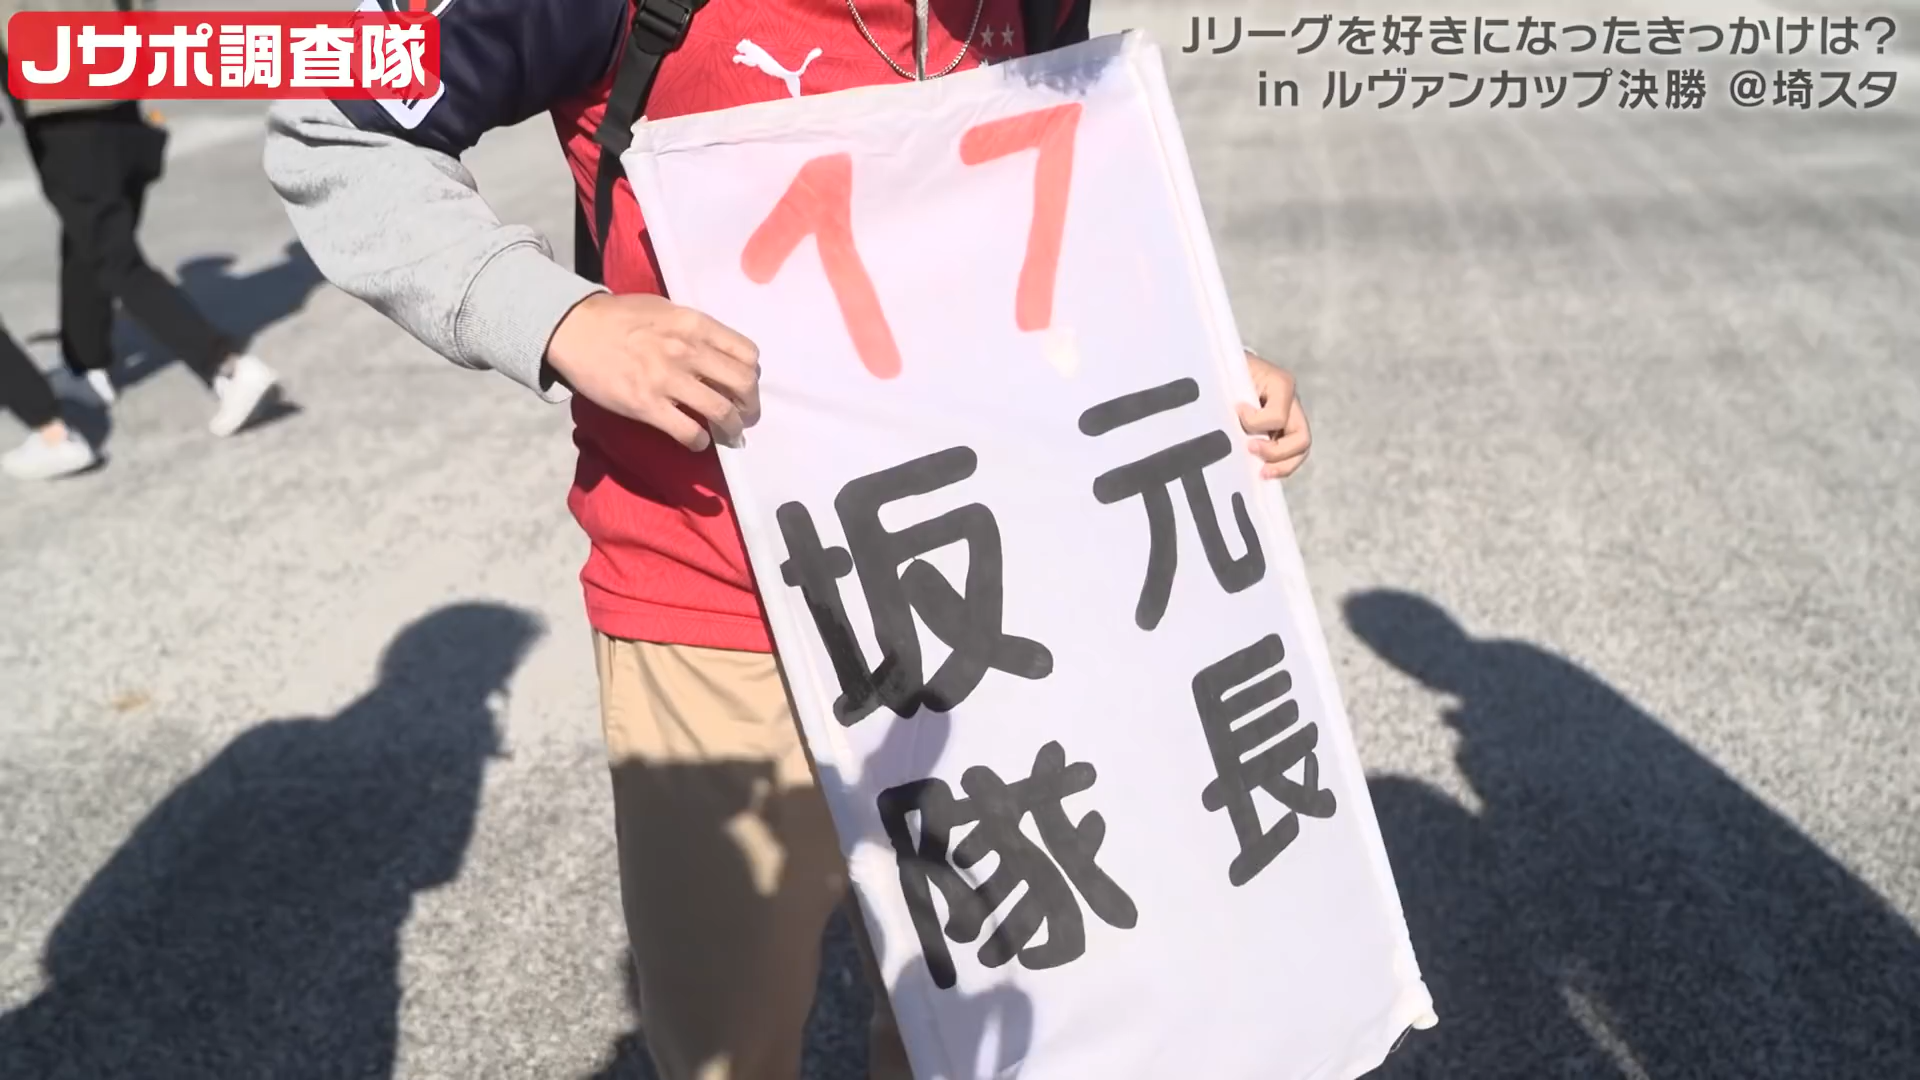 Jサポ調査隊
Jリーグを好きになったきっかけは?
in ルヴァンカップ決勝 @埼スタ
17
坂元
隊長